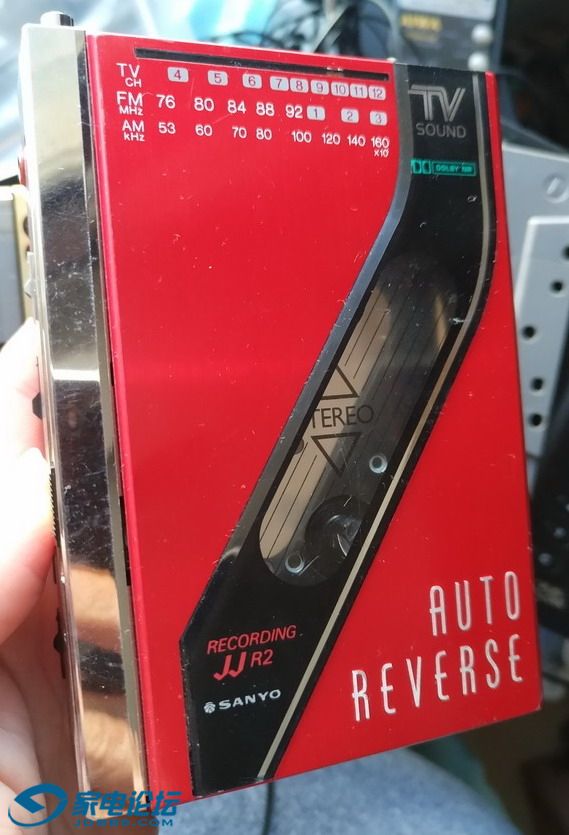 TV CH 4 5 6 7 8 9 10 11 12
FM MHz 76 80 84 88 92 1 2 3
AM kHz 53 60 70 80 100 120 140 160 x10
TV
SOUND
DOLBY NR
TEREO
RECORDING
JJ R2
SANYO
AUTO
REVERSE
家电论坛